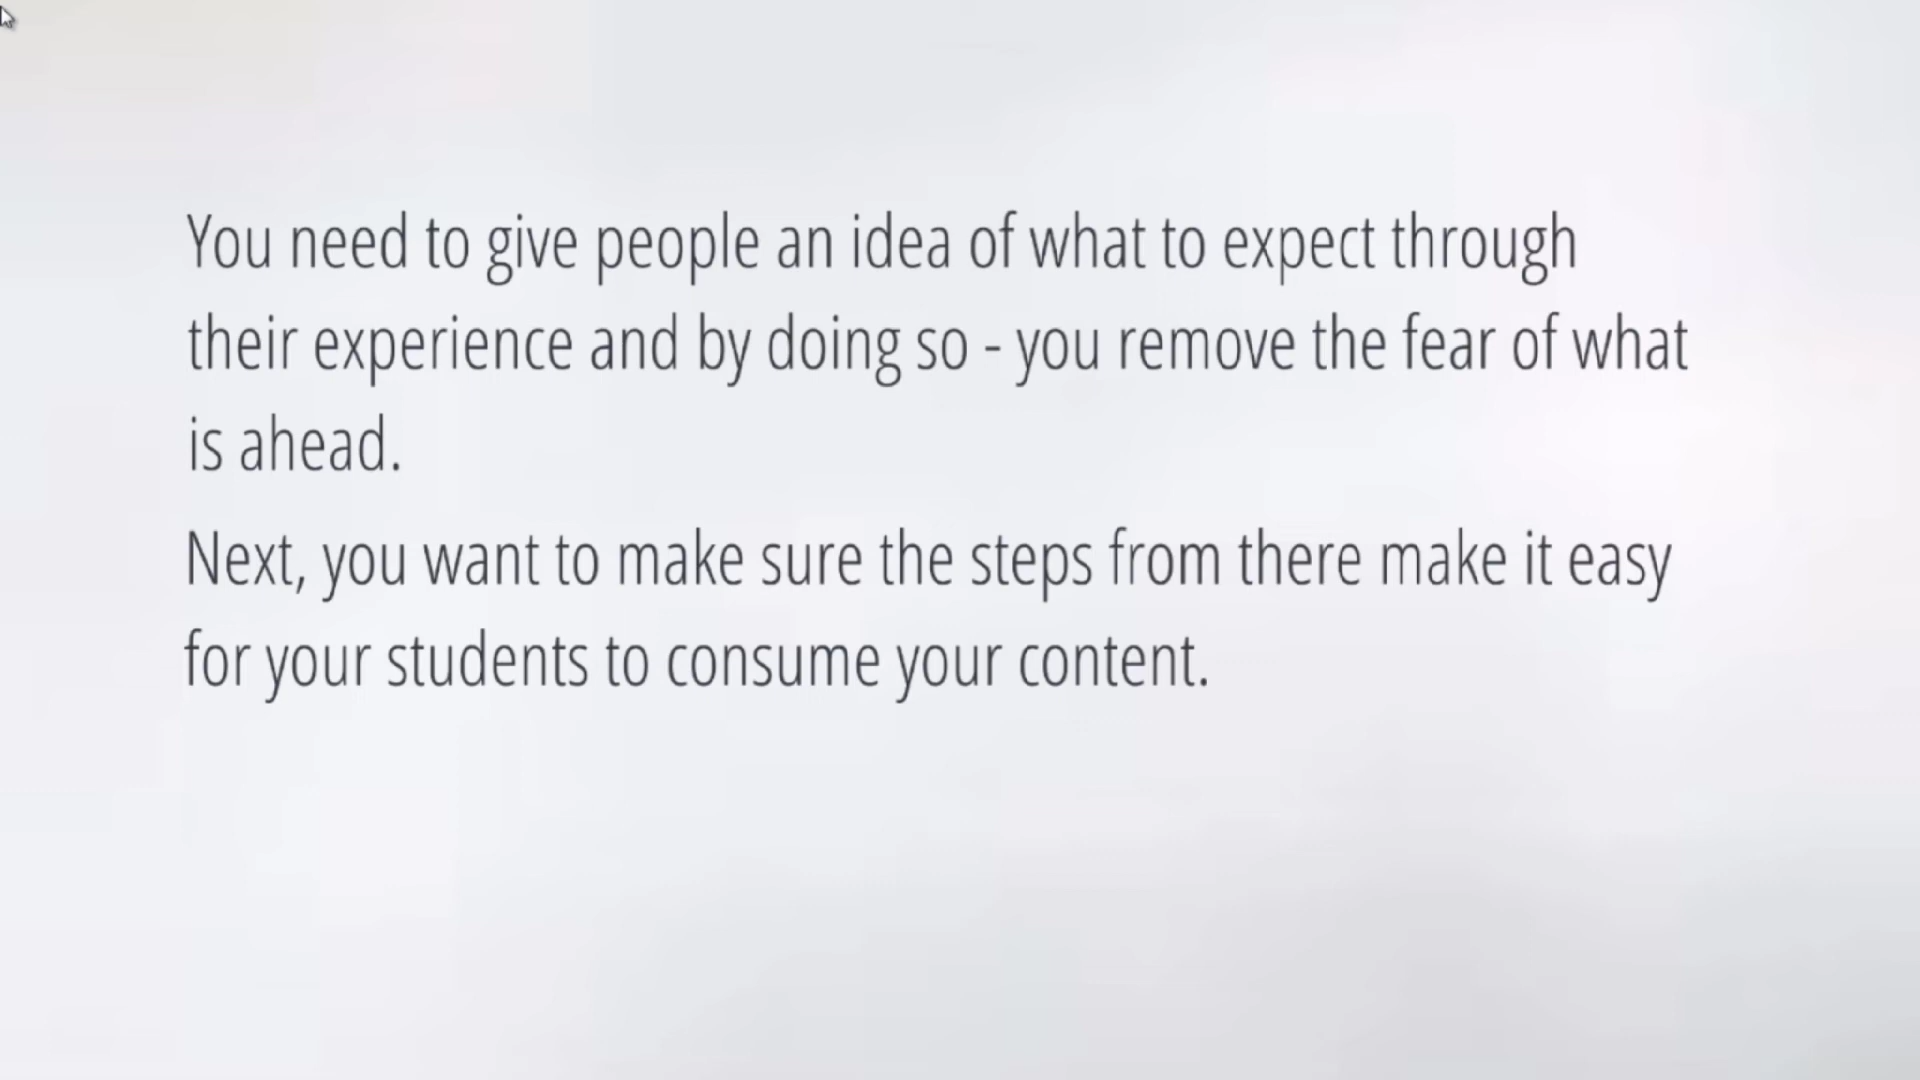 You need to give people an idea of what to expect through
their experience and by doing so - you remove the fear of what
is ahead.
Next, you want to make sure the steps from there make it easy
for your students to consume your content.